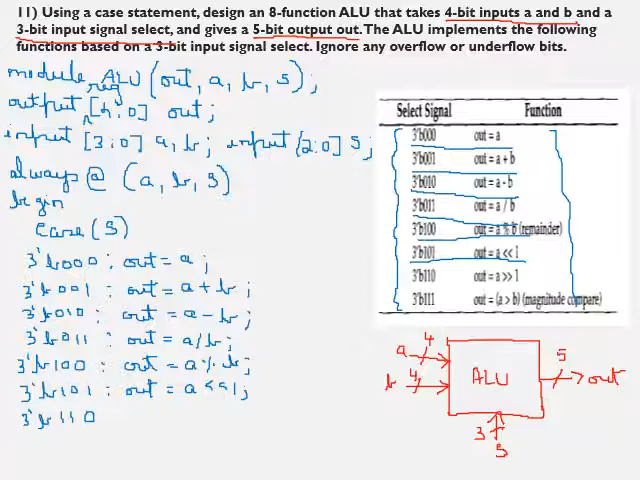 11) Using a case statement, design an 8-function ALU that takes 4-bit inputs a and b and a
3-bit input signal select, and gives a 5-bit output out. The ALU implements the following
functions based on a 3-bit input signal select. Ignore any overflow or underflow bits.
module ALU (out, a, b, s);
reg
output [4:0] out;
input [3:0] a, b; input [2:0] s;
always @ (a, b, s)
begin
case (s)
3'b000 : out = a ;
3'b001 : out = a + b ;
3'b010 : out = a - b ;
3'b011 : out = a / b ;
3'b100 : out = a % b ;
3'b101 : out = a << 1 ;
3'b110
Select Signal Function
3'b000 out = a
3'b001 out = a + b
3'b010 out = a - b
3'b011 out = a / b
3'b100 out = a % b (remainder)
3'b101 out = a << 1
3'b110 out = a >> 1
3'b111 out = (a > b) (magnitude compare)
a 4
b 4
ALU
5 out
3
s